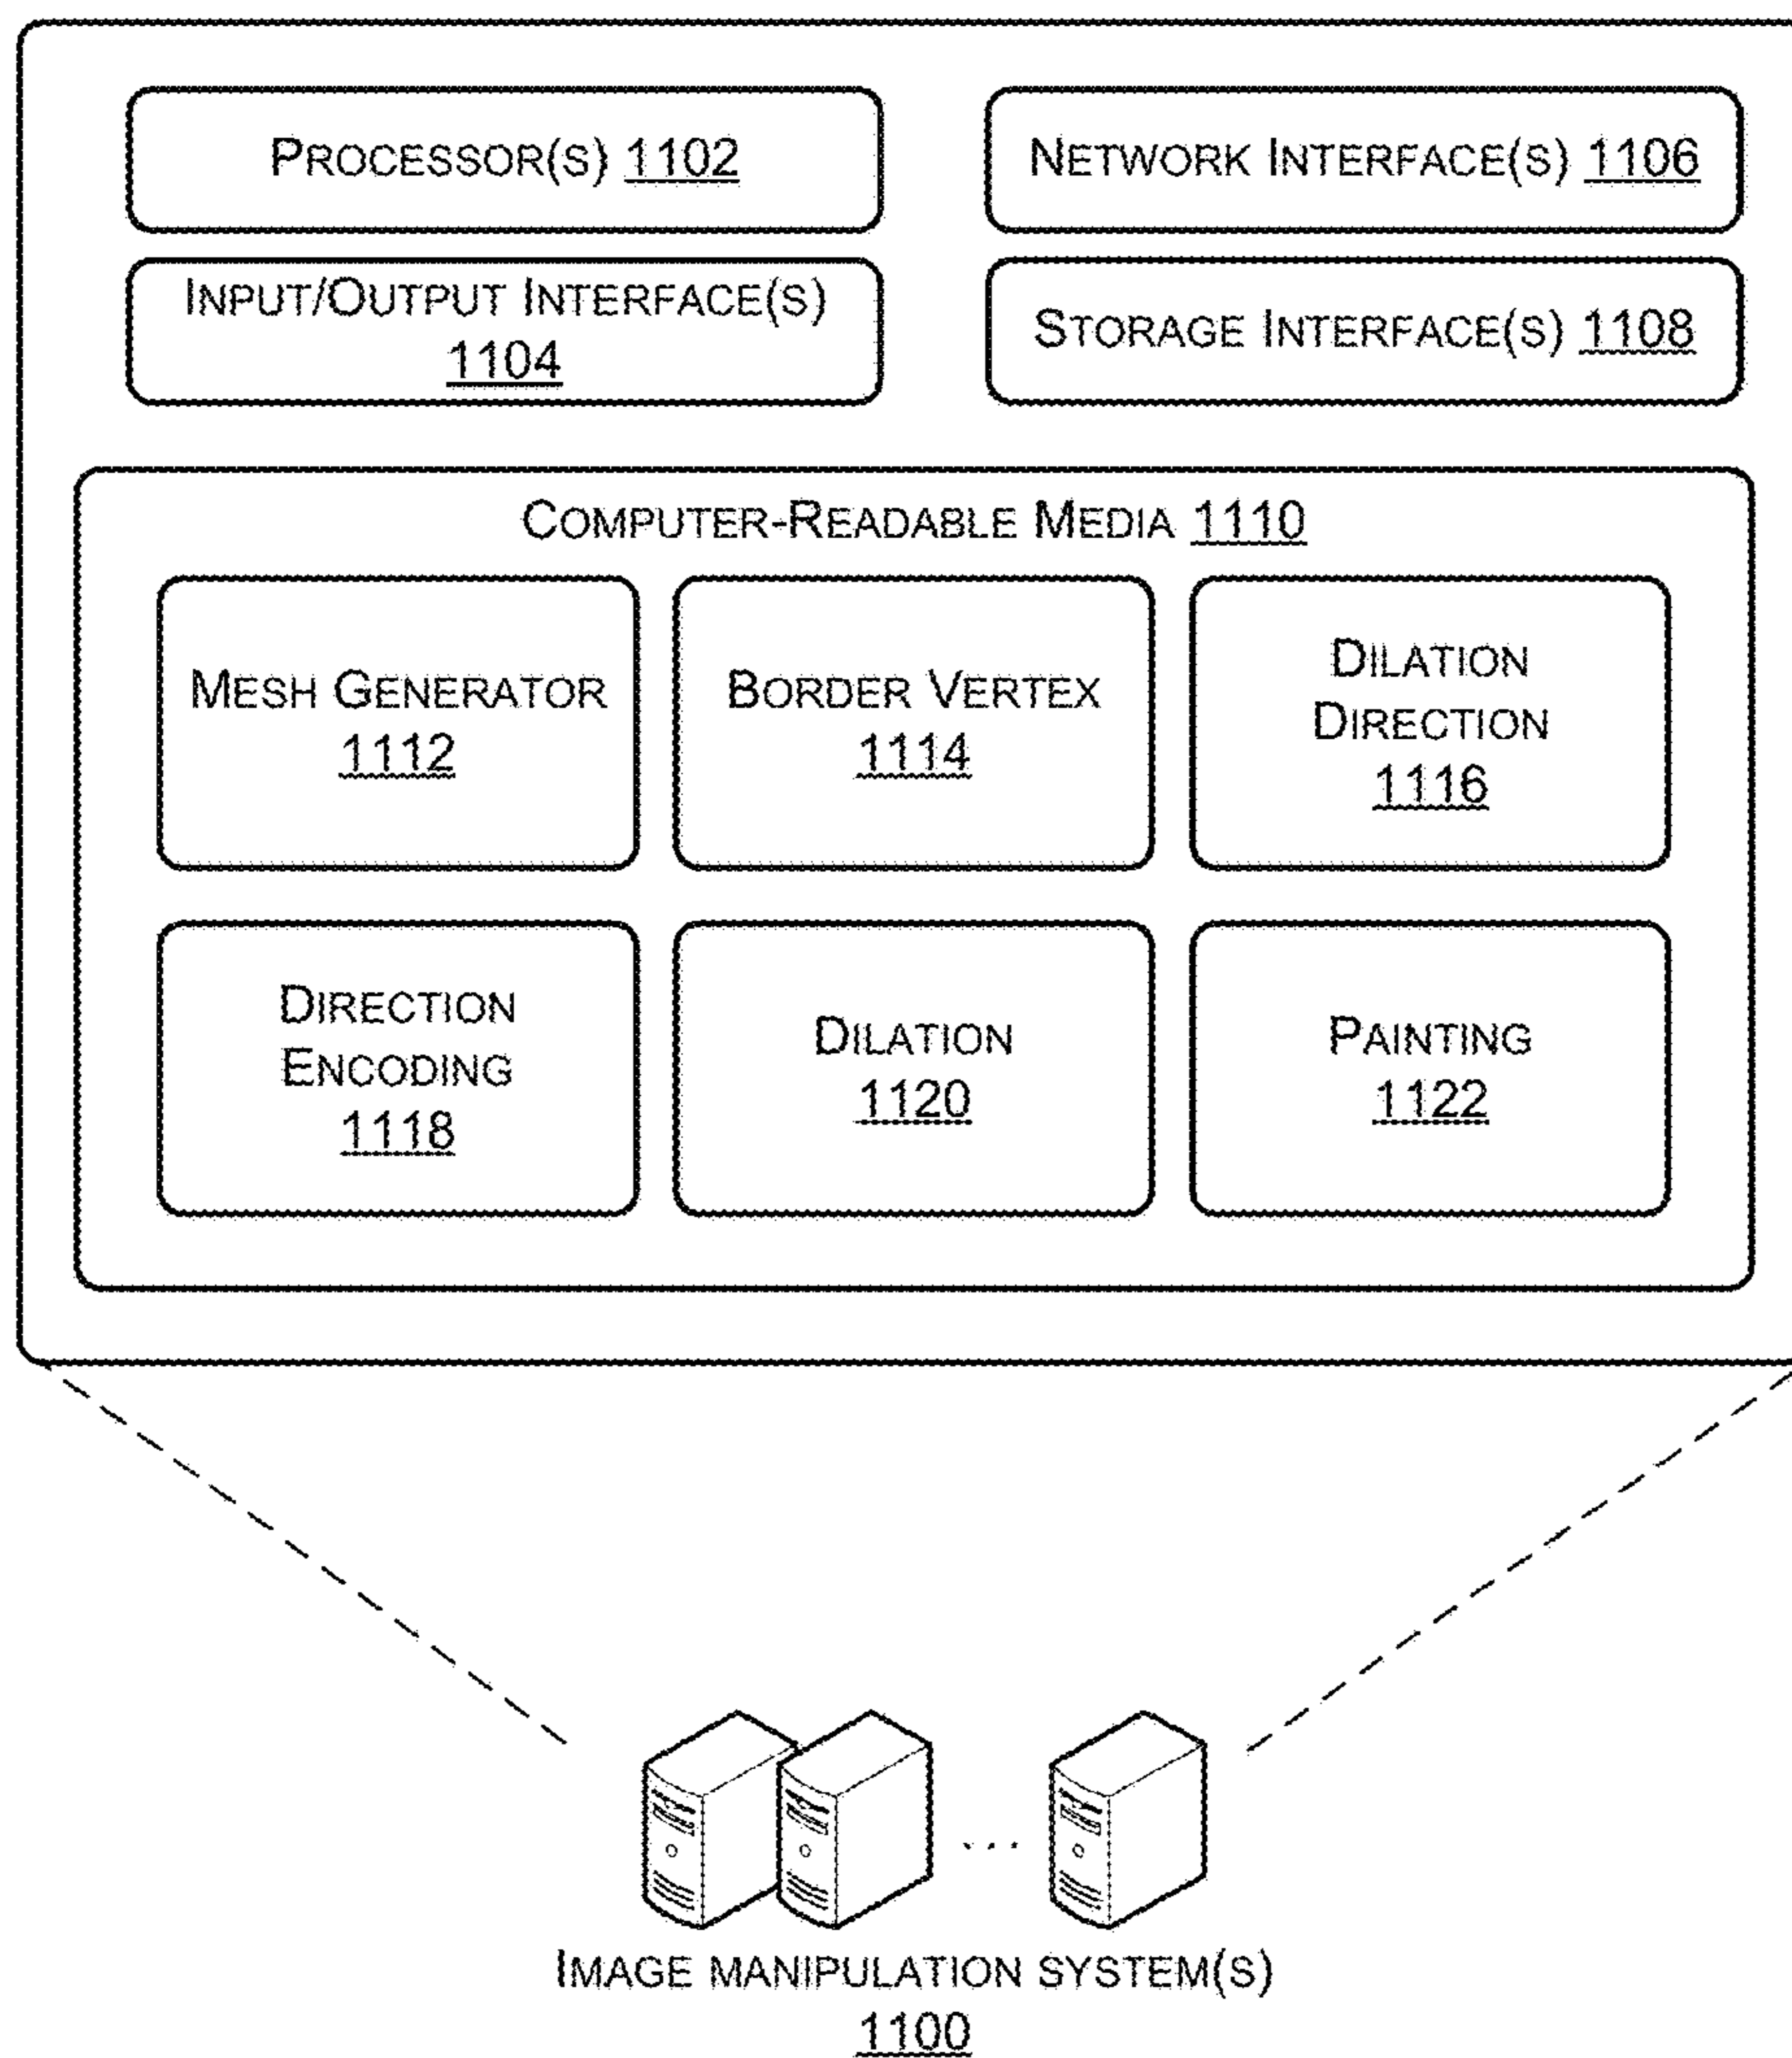 PROCESSOR(S) 1102
NETWORK INTERFACE(S) 1106
INPUT/OUTPUT INTERFACE(S)
1104
STORAGE INTERFACE(S) 1108
COMPUTER-READABLE MEDIA 1110
MESH GENERATOR
1112
BORDER VERTEX
1114
DILATION
DIRECTION
1116
DIRECTION
ENCODING
1118
DILATION
1120
PAINTING
1122
...
IMAGE MANIPULATION SYSTEM(S)
1100